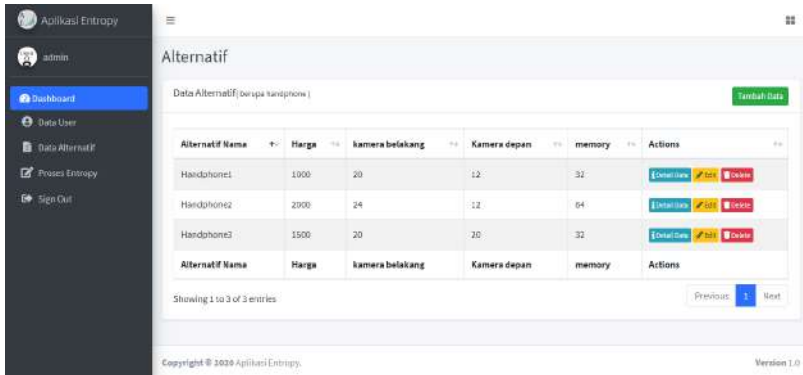 Aplikasi Entropy
admin
Dashboard
Data User
Data Alternatif
Proses Entropy
Sign Out
Alternatif
Data Alternatif( berupa handphone )
Tambah Data
Alternatif Nama Harga kamera belakang Kamera depan memory Actions
Handphone1 1000 20 12 32 Detail Data Edit Delete
Handphone2 2000 24 12 64 Detail Data Edit Delete
Handphone3 1500 20 20 32 Detail Data Edit Delete
Alternatif Nama Harga kamera belakang Kamera depan memory Actions
Showing 1 to 3 of 3 entries
Previous 1 Next
Copyright © 2020 Aplikasi Entropy.
Version 1.0